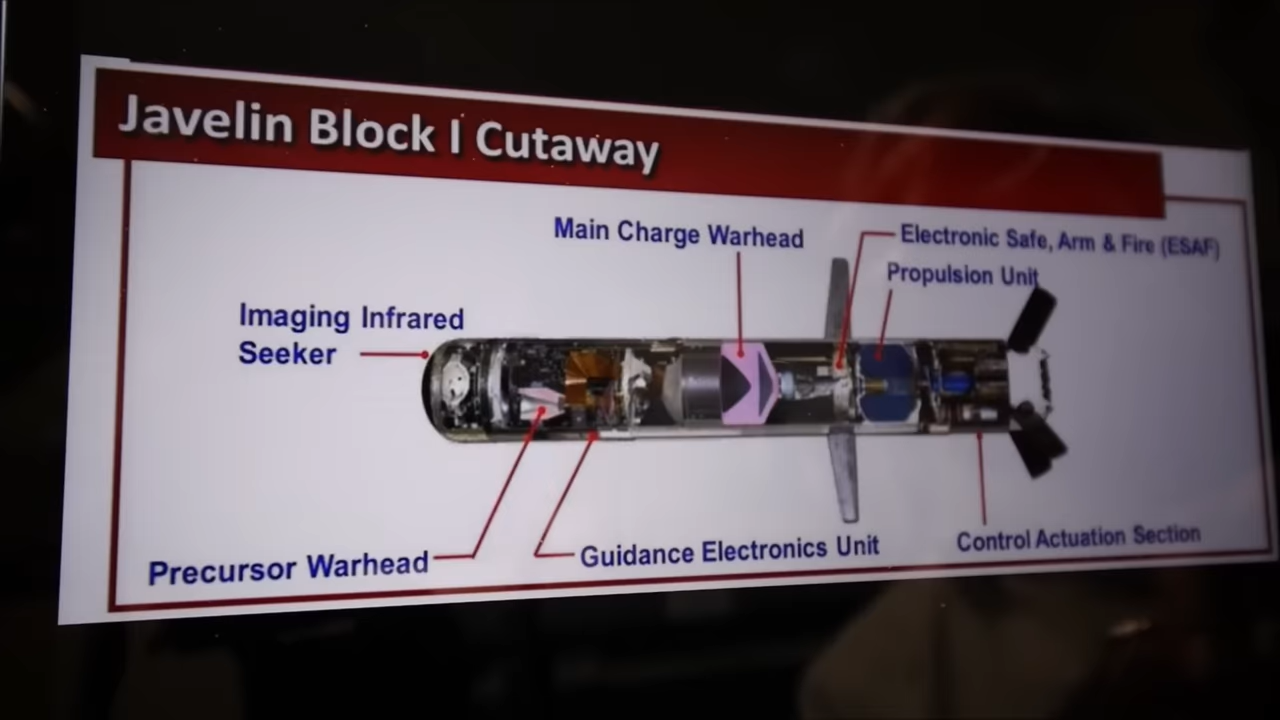 Javelin Block I Cutaway
Main Charge Warhead
Electronic Safe, Arm & Fire (ESAF)
Propulsion Unit
Imaging Infrared
Seeker
Precursor Warhead
Guidance Electronics Unit
Control Actuation Section